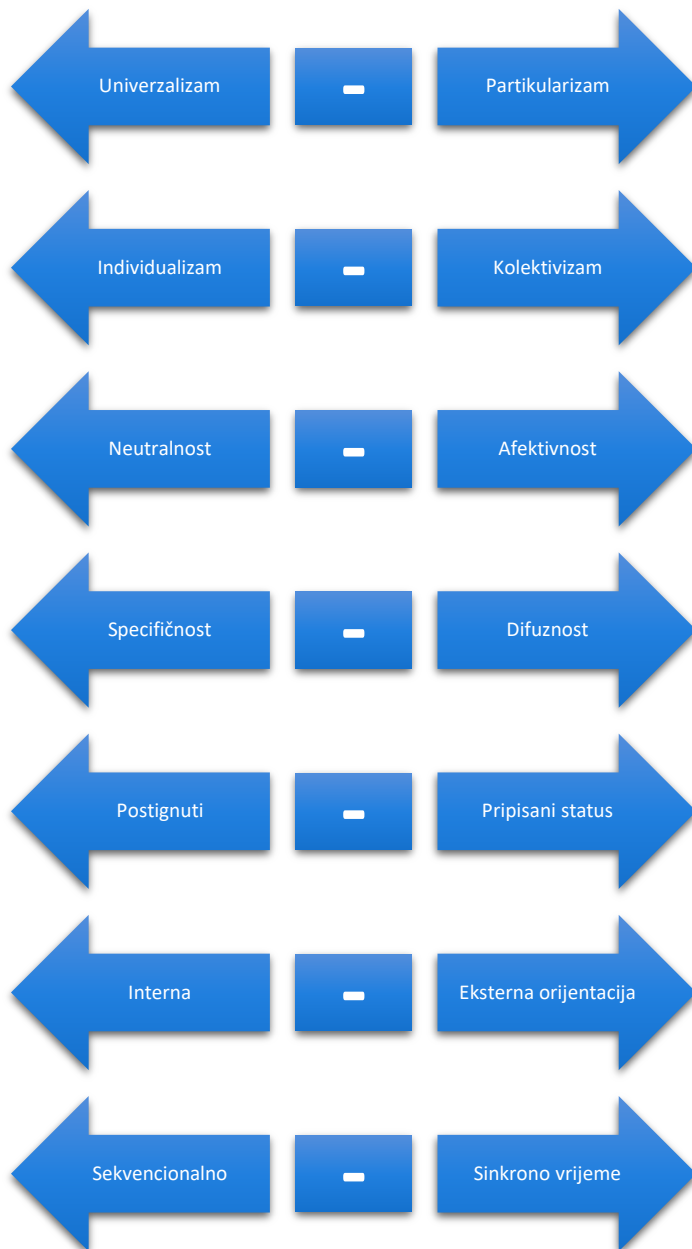 Univerzalizam - Partikularizam
Individualizam - Kolektivizam
Neutralnost - Afektivnost
Specifičnost - Difuznost
Postignuti - Pripisani status
Interna - Eksterna orijentacija
Sekvencionalno - Sinkrono vrijeme